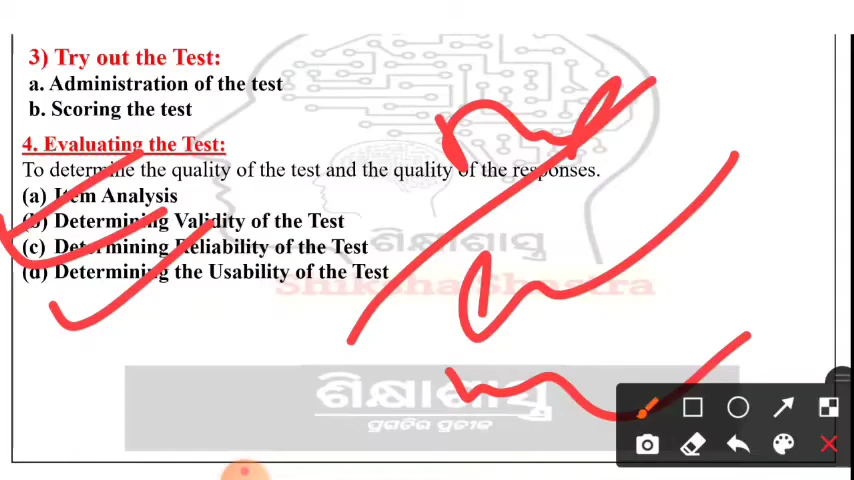 3) Try out the Test:
a. Administration of the test
b. Scoring the test
4. Evaluating the Test:
To determine the quality of the test and the quality of the responses.
(a) Item Analysis
(b) Determining Validity of the Test
(c) Determining Reliability of the Test
(d) Determining the Usability of the Test
ଶିକ୍ଷାଶାସ୍ତ୍ର
Shiksha Shastra
ଶିକ୍ଷାଶାସ୍ତ୍ର
ପ୍ରଗତିର ପ୍ରତୀକ